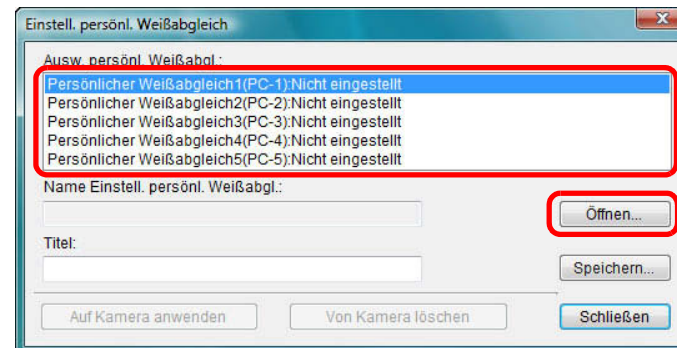 Einstell. persönl. Weißabgleich
Ausw. persönl. Weißabgl.:
Persönlicher Weißabgleich1(PC-1):Nicht eingestellt
Persönlicher Weißabgleich2(PC-2):Nicht eingestellt
Persönlicher Weißabgleich3(PC-3):Nicht eingestellt
Persönlicher Weißabgleich4(PC-4):Nicht eingestellt
Persönlicher Weißabgleich5(PC-5):Nicht eingestellt
Name Einstell. persönl. Weißabgl.:
Öffnen...
Titel:
Speichern...
Auf Kamera anwenden
Von Kamera löschen
Schließen